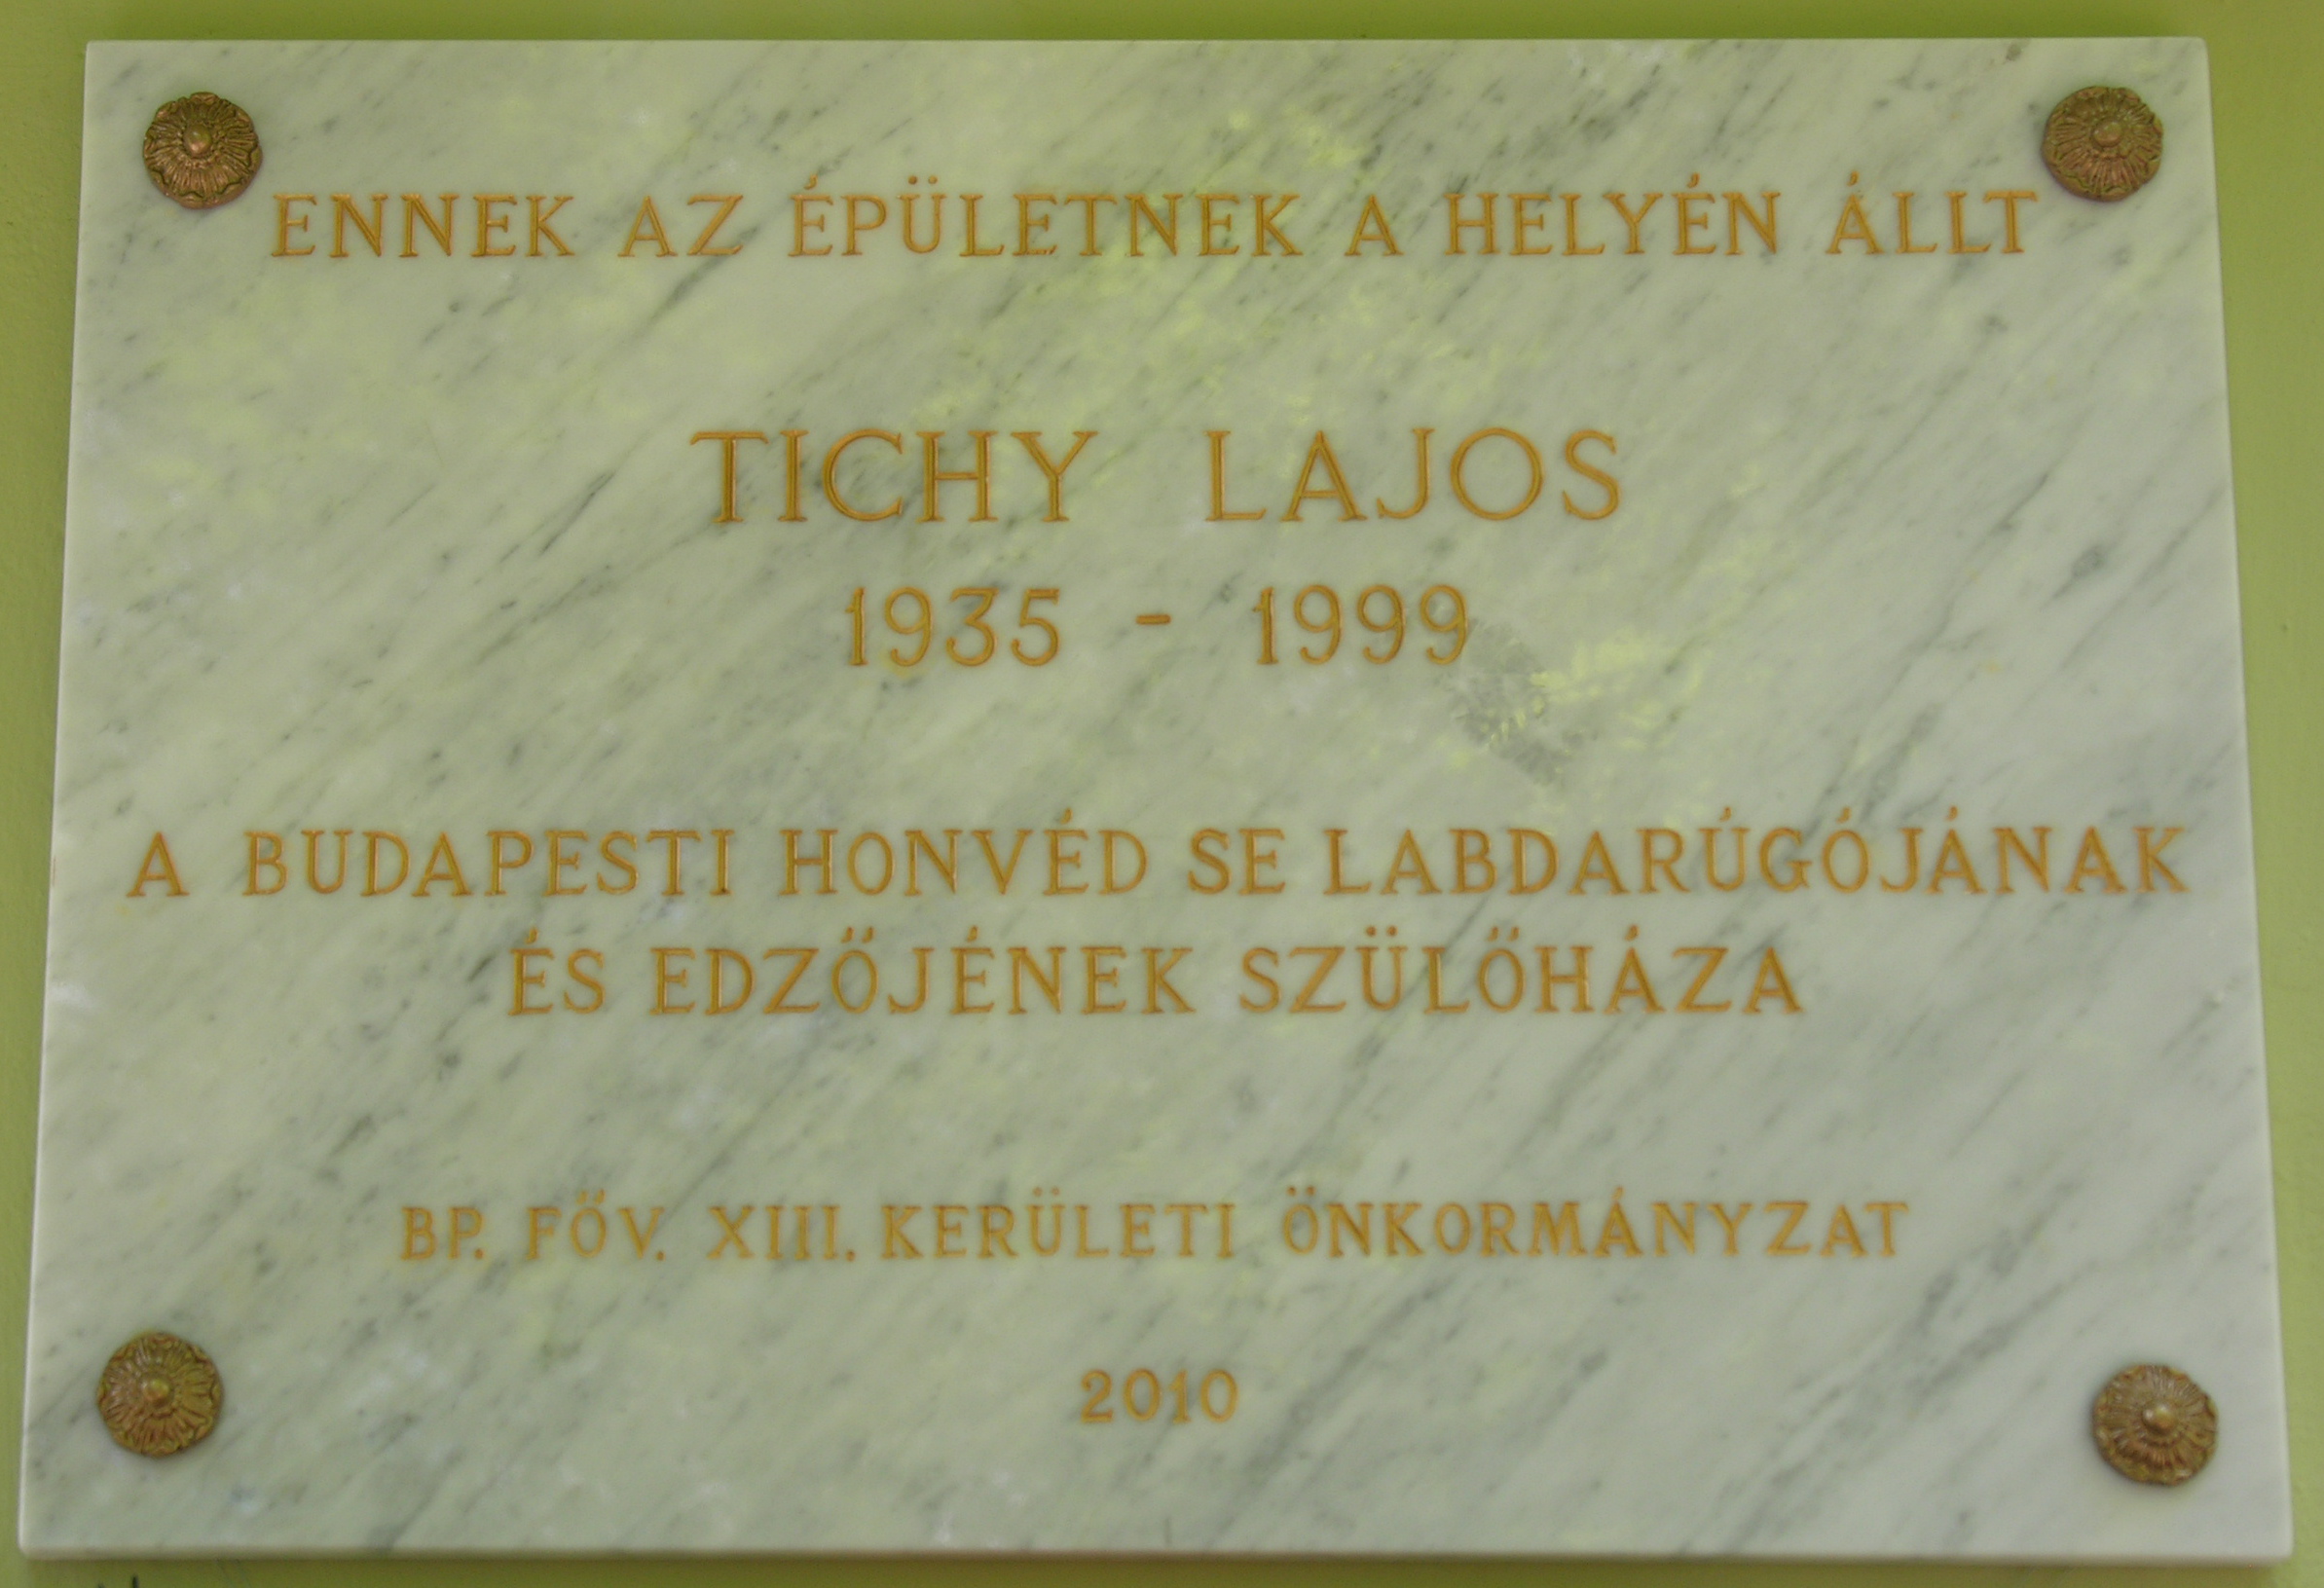 ENNEK AZ ÉPÜLETNEK A HELYÉN ÁLLT
TICHY LAJOS
1935 - 1999
A BUDAPESTI HONVÉD SE LABDARÚGÓJÁNAK
ÉS EDZŐJÉNEK SZÜLŐHÁZA
BP. FŐV. XIII. KERÜLETI ÖNKORMÁNYZAT
2010